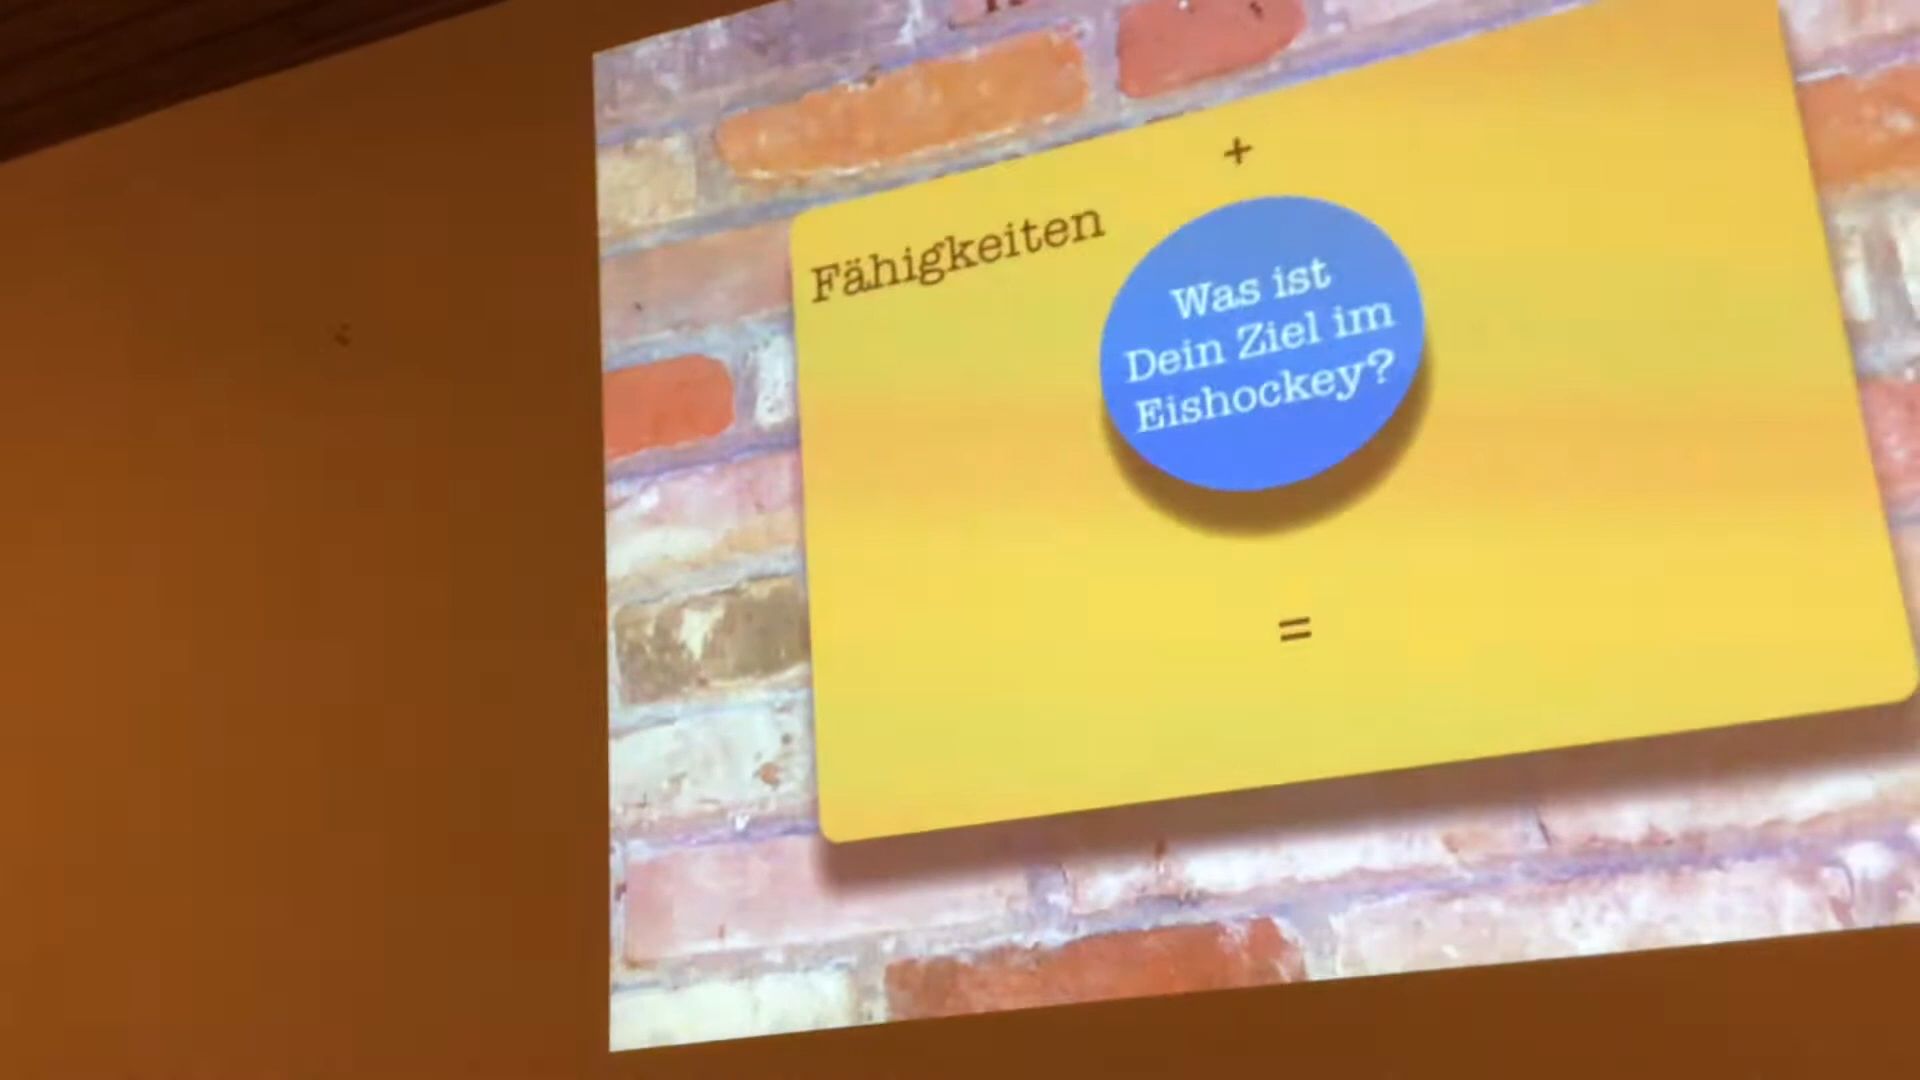 +
Fähigkeiten
Was ist
Dein Ziel im
Eishockey?
=